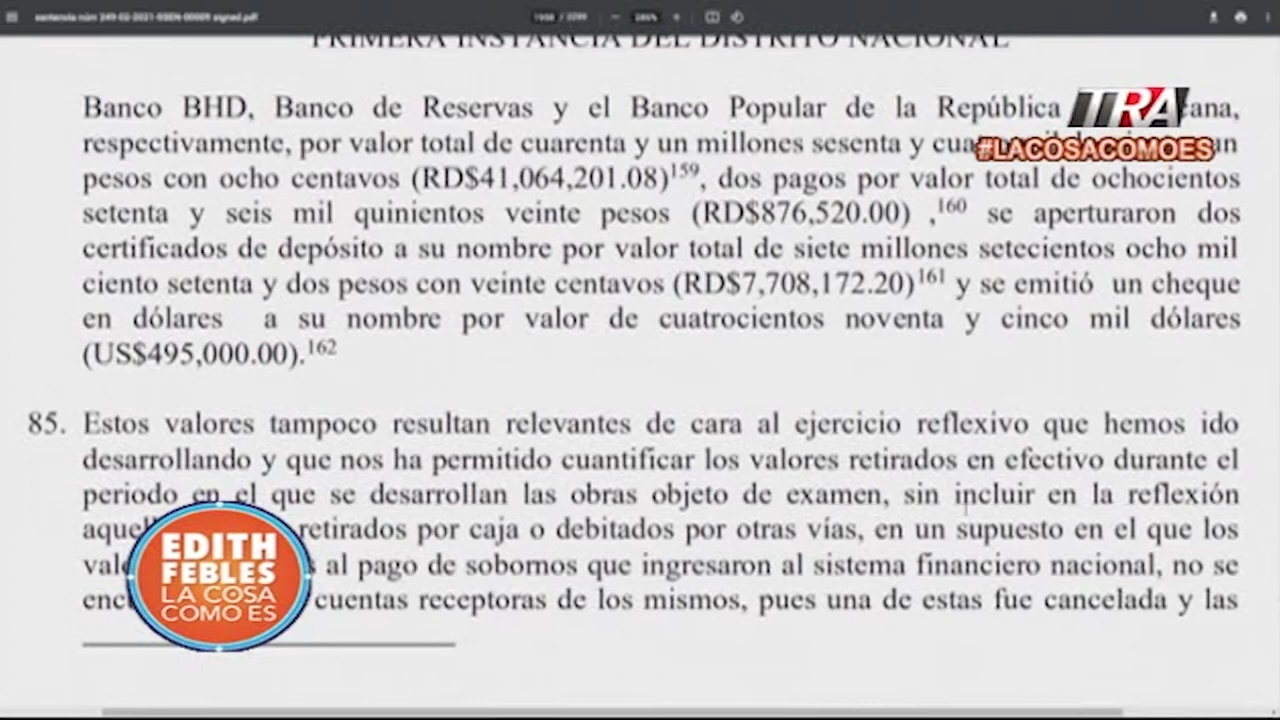 sentencia núm 249-02-2021-SSEN-00009 signed.pdf
PRIMERA INSTANCIA DEL DISTRITO NACIONAL
Banco BHD, Banco de Reservas y el Banco Popular de la República
TRA
respectivamente, por valor total de cuarenta y un millones sesenta y
#LACOSACOMOES
pesos con ocho centavos (RD$41,064,201.08)159, dos pagos por valor total de ochocientos
setenta y seis mil quinientos veinte pesos (RD$876,520.00) ,160 se aperturaron dos
certificados de depósito a su nombre por valor total de siete millones setecientos ocho mil
ciento setenta y dos pesos con veinte centavos (RD$7,708,172.20)161 y se emitió un cheque
en dólares a su nombre por valor de cuatrocientos noventa y cinco mil dólares
(US$495,000.00).162
85. Estos valores tampoco resultan relevantes de cara al ejercicio reflexivo que hemos ido
desarrollando y que nos ha permitido cuantificar los valores retirados en efectivo durante el
periodo en el que se desarrollan las obras objeto de examen, sin incluir en la reflexión
retirados por caja o debitados por otras vías, en un supuesto en el que los
al pago de sobornos que ingresaron al sistema financiero nacional, no se
cuentas receptoras de los mismos, pues una de estas fue cancelada y las
EDITH
FEBLES
LA COSA
COMO ES